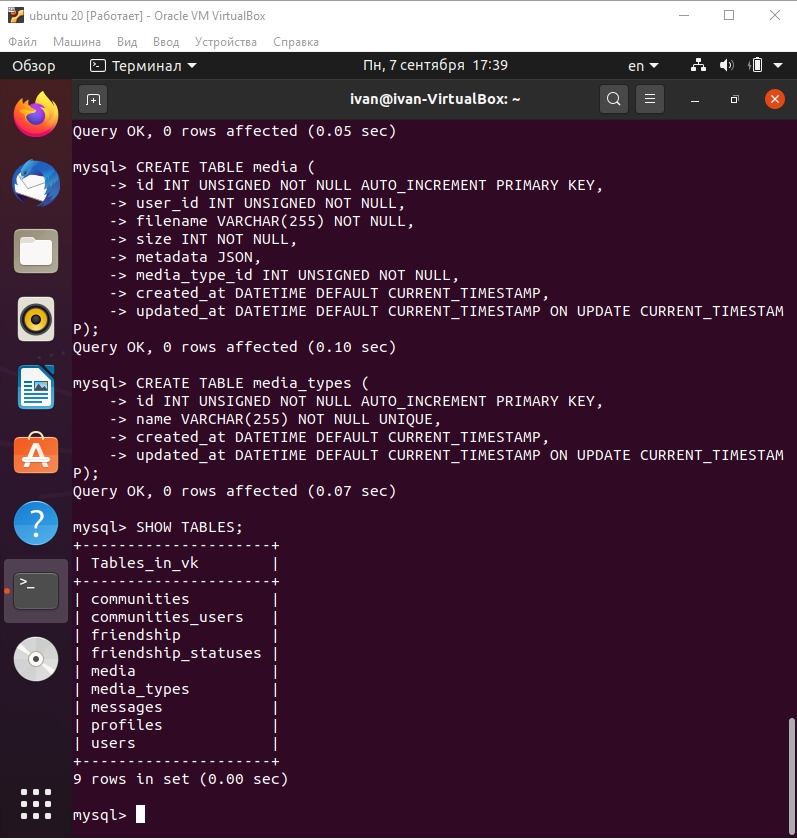 ubuntu 20 [Работает] - Oracle VM VirtualBox
Файл Машина Вид Ввод Устройства Справка
Обзор Терминал Пн, 7 сентября 17:39 en
ivan@ivan-VirtualBox: ~
Query OK, 0 rows affected (0.05 sec)
mysql> CREATE TABLE media (
    -> id INT UNSIGNED NOT NULL AUTO_INCREMENT PRIMARY KEY,
    -> user_id INT UNSIGNED NOT NULL,
    -> filename VARCHAR(255) NOT NULL,
    -> size INT NOT NULL,
    -> metadata JSON,
    -> media_type_id INT UNSIGNED NOT NULL,
    -> created_at DATETIME DEFAULT CURRENT_TIMESTAMP,
    -> updated_at DATETIME DEFAULT CURRENT_TIMESTAMP ON UPDATE CURRENT_TIMESTAM
P);
Query OK, 0 rows affected (0.10 sec)
mysql> CREATE TABLE media_types (
    -> id INT UNSIGNED NOT NULL AUTO_INCREMENT PRIMARY KEY,
    -> name VARCHAR(255) NOT NULL UNIQUE,
    -> created_at DATETIME DEFAULT CURRENT_TIMESTAMP,
    -> updated_at DATETIME DEFAULT CURRENT_TIMESTAMP ON UPDATE CURRENT_TIMESTAM
P);
Query OK, 0 rows affected (0.07 sec)
mysql> SHOW TABLES;
+---------------------+
| Tables_in_vk        |
+---------------------+
| communities         |
| communities_users   |
| friendship          |
| friendship_statuses |
| media               |
| media_types         |
| messages            |
| profiles            |
| users               |
+---------------------+
9 rows in set (0.00 sec)
mysql>